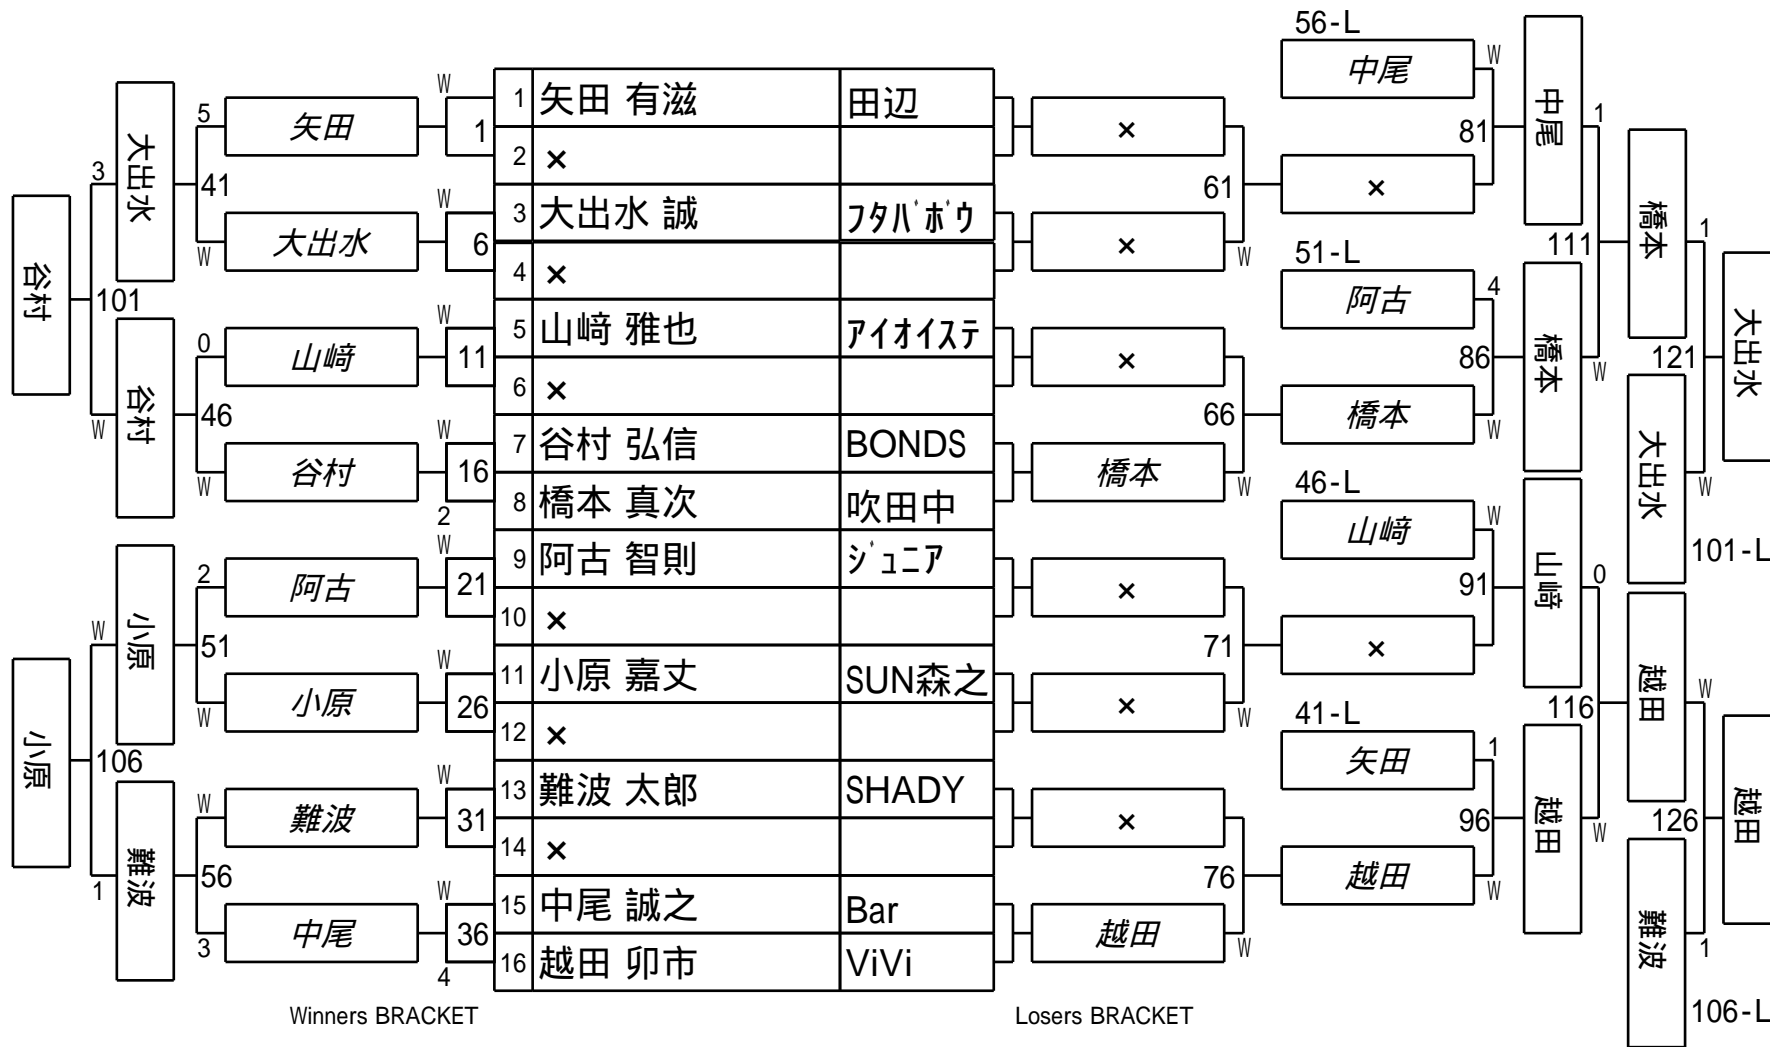 56-L
中尾
W
81
×
中尾
1
矢田
5
W
1
1 矢田 有滋 田辺
2 ×
×
大出水
3
41
大出水
W
W
6
3 大出水 誠 フタバボウ
4 ×
×
61
W
谷村
101
橋本
1
111
51-L
阿古
4
86
橋本
W
橋本
W
山﨑
0
W
11
5 山﨑 雅也 アイオイステ
6 ×
×
谷村
W
46
谷村
W
W
16
2
7 谷村 弘信 BONDS
8 橋本 真次 吹田中
橋本
66
W
大出水
121
大出水
W
101-L
46-L
山﨑
W
91
×
山﨑
0
阿古
2
W
21
9 阿古 智則 ジュニア
10 ×
×
小原
W
51
小原
W
W
26
11 小原 嘉丈 SUN森之
12 ×
×
71
W
小原
106
越田
W
116
41-L
矢田
1
96
越田
W
越田
W
難波
W
W
31
13 難波 太郎 SHADY
14 ×
×
難波
1
56
中尾
3
W
36
4
15 中尾 誠之 Bar
16 越田 卯市 ViVi
越田
76
W
越田
126
難波
1
106-L
Winners BRACKET
Losers BRACKET